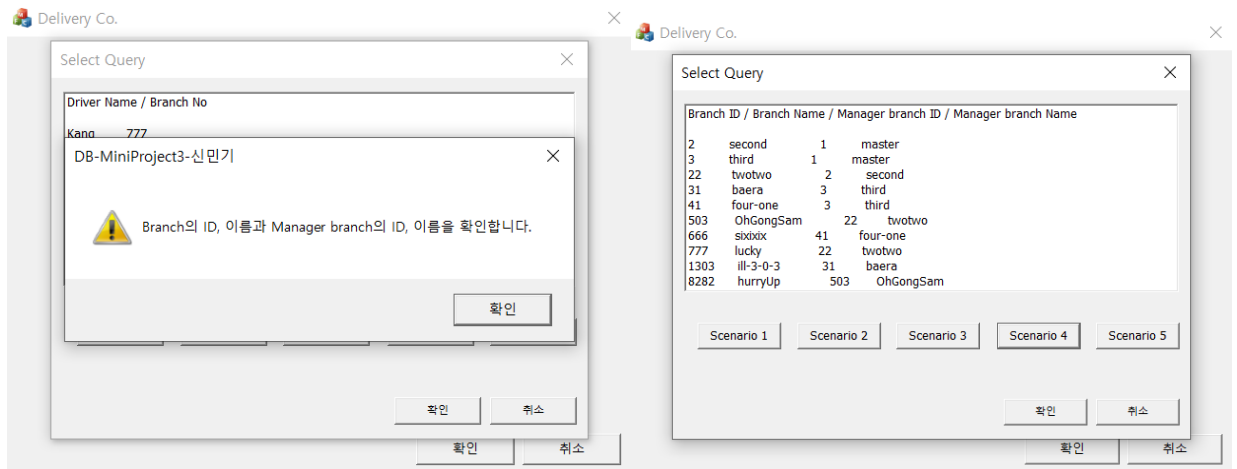 Delivery Co.
Select Query
Driver Name / Branch No
Kang 777
DB-MiniProject3-신민기
Branch의 ID, 이름과 Manager branch의 ID, 이름을 확인합니다.
확인
확인 취소
확인 취소
Delivery Co.
Select Query
Branch ID / Branch Name / Manager branch ID / Manager branch Name
2 second 1 master
3 third 1 master
22 twotwo 2 second
31 baera 3 third
41 four-one 3 third
503 OhGongSam 22 twotwo
666 sixixix 41 four-one
777 lucky 22 twotwo
1303 ill-3-0-3 31 baera
8282 hurryUp 503 OhGongSam
Scenario 1 Scenario 2 Scenario 3 Scenario 4 Scenario 5
확인 취소
확인 취소